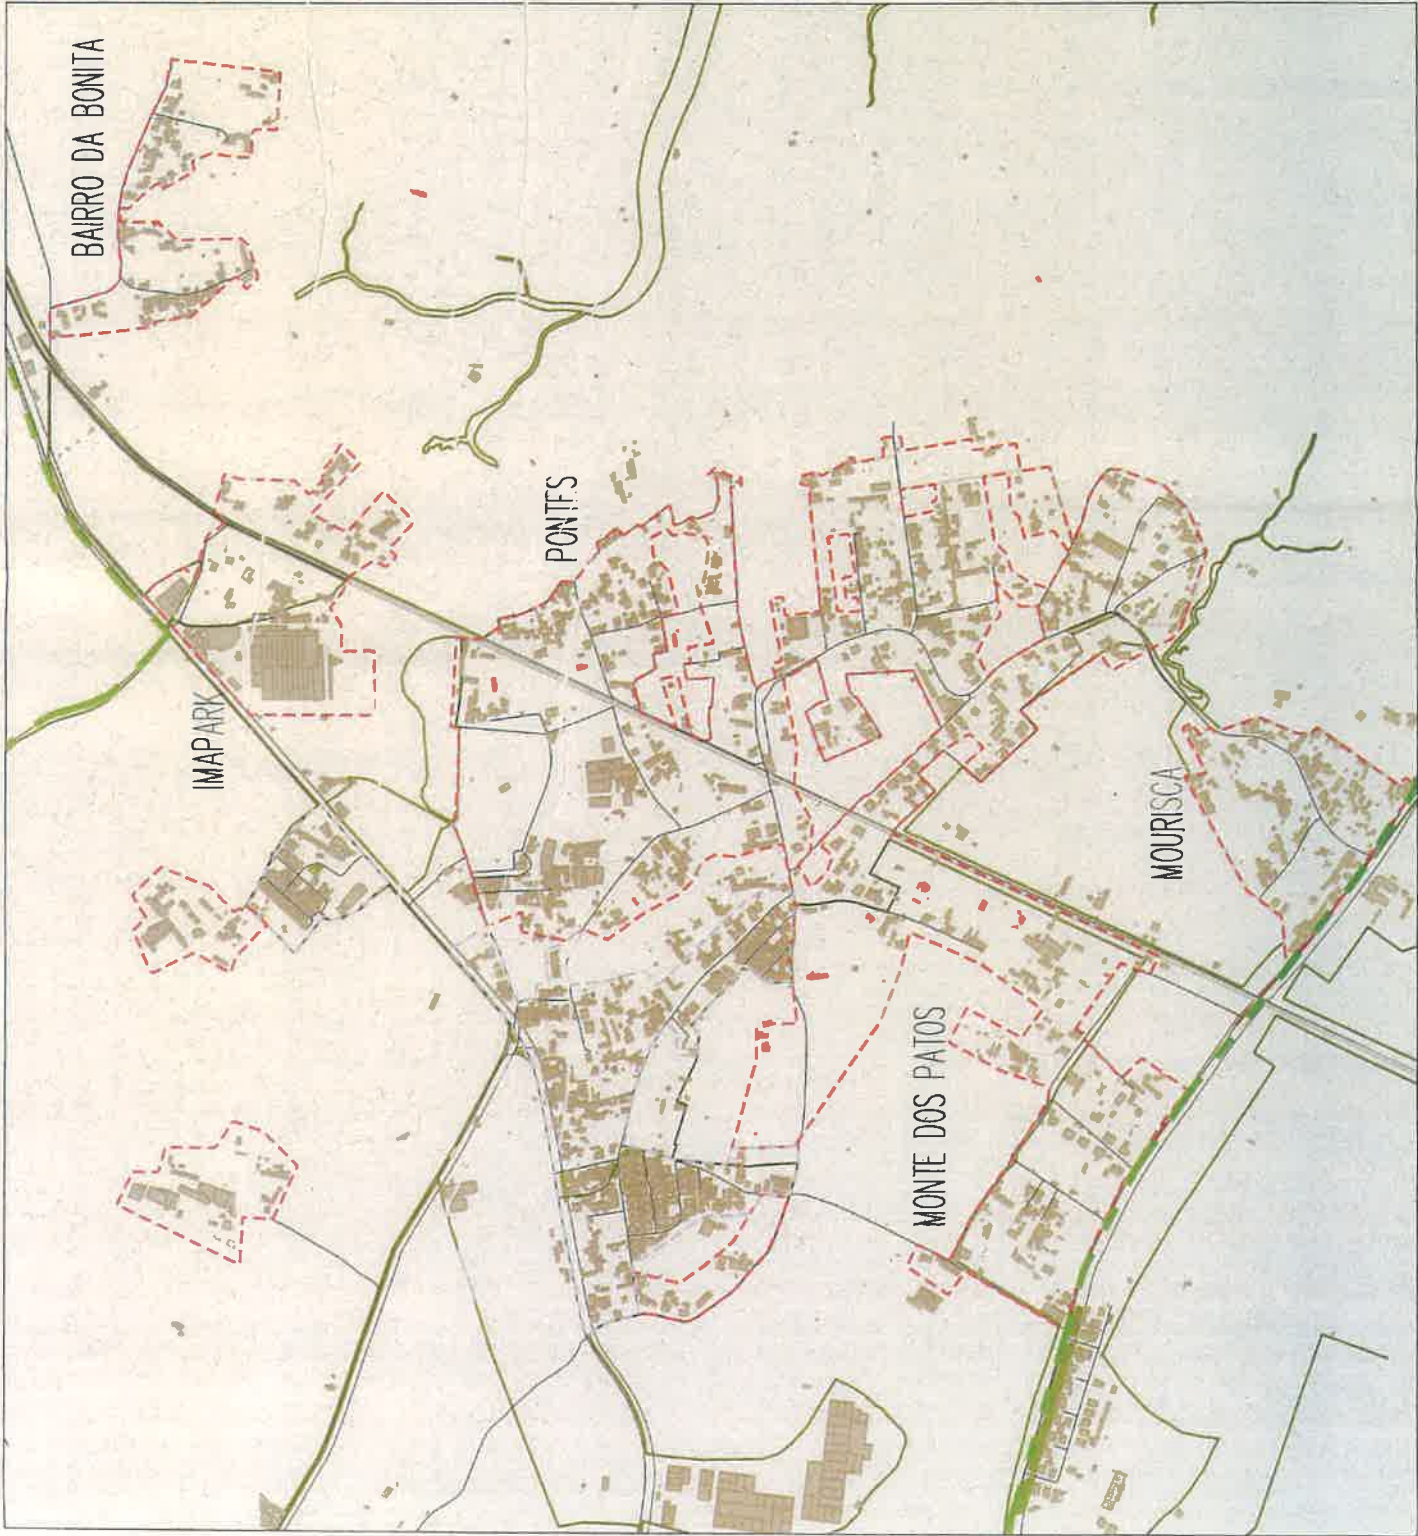 BAIRRO DA BONITA
IMAPARK
PONTES
MOURISCA
MONTE DOS PATOS